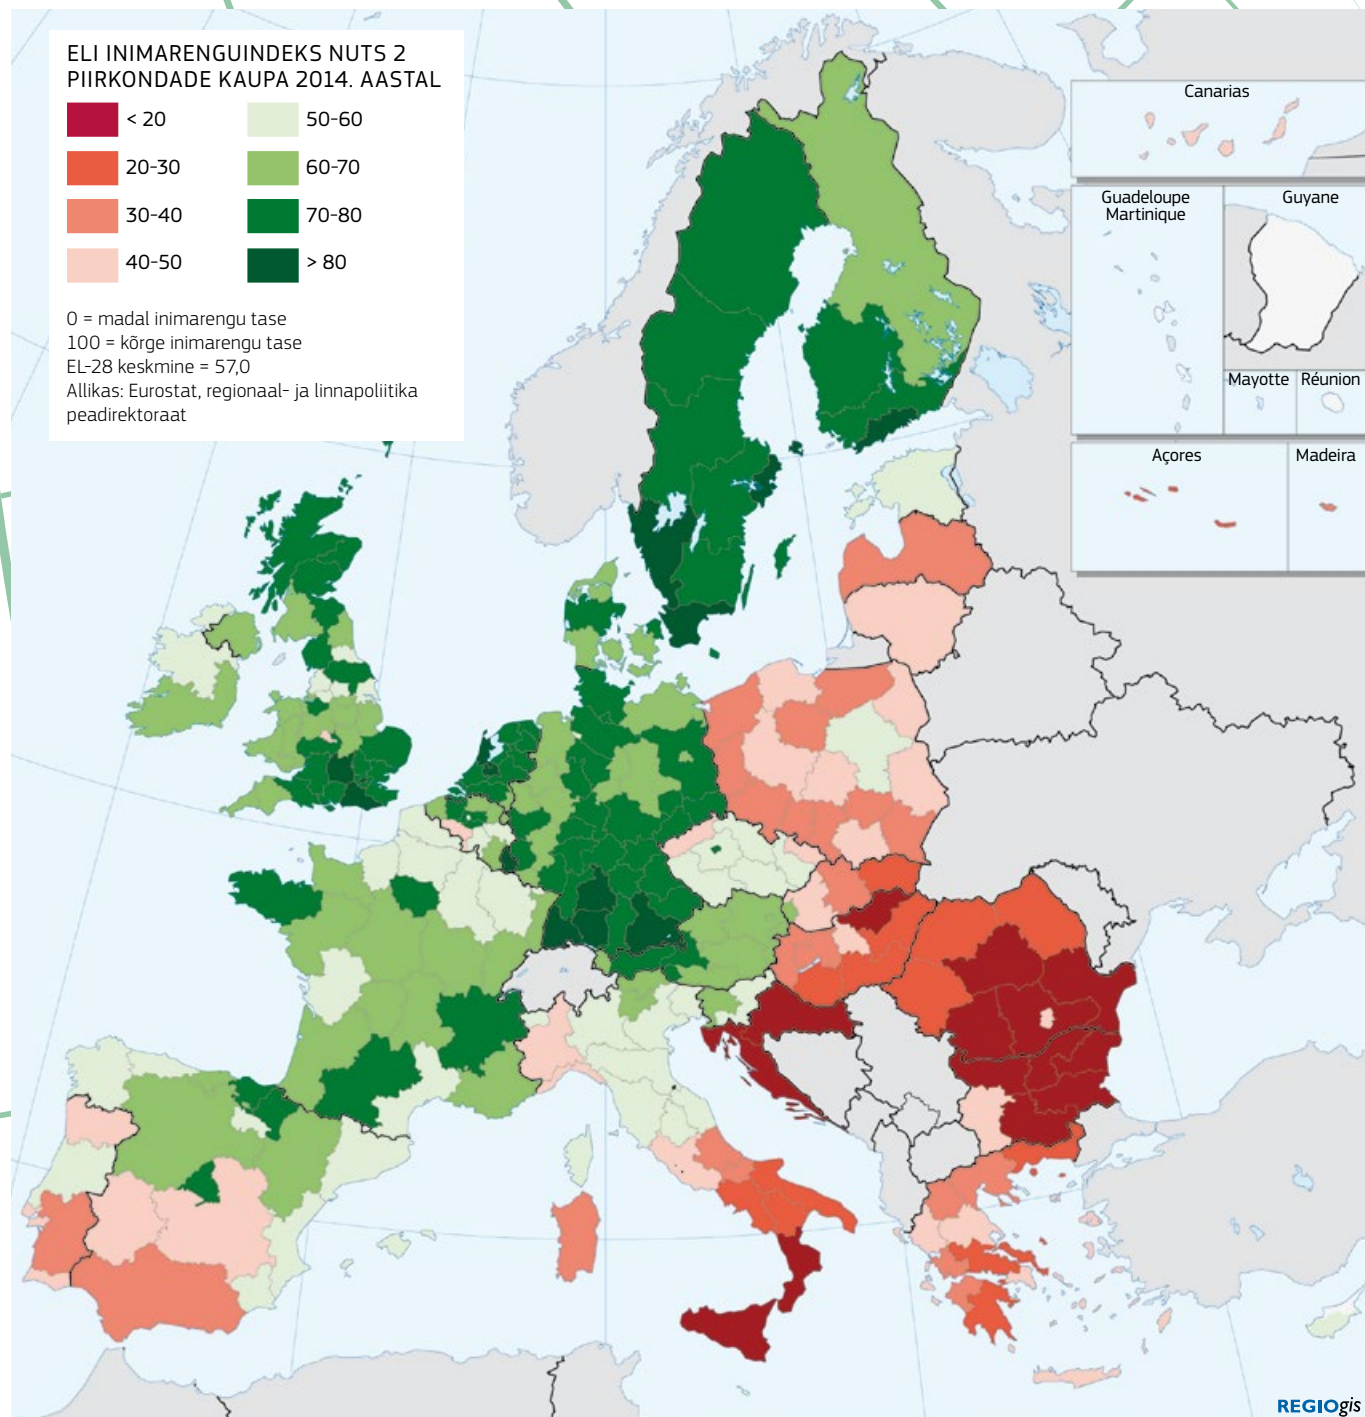 ELI INIMARENGUINDEKS NUTS 2
PIIRKONDADE KAUPA 2014. AASTAL
< 20
20-30
30-40
40-50
50-60
60-70
70-80
> 80
0 = madal inimarengu tase
100 = kõrge inimarengu tase
EL-28 keskmine = 57,0
Allikas: Eurostat, regionaal- ja linnapoliitika
peadirektoraat
Canarias
Guadeloupe
Martinique
Guyane
Mayotte
Réunion
Açores
Madeira
REGIOgis